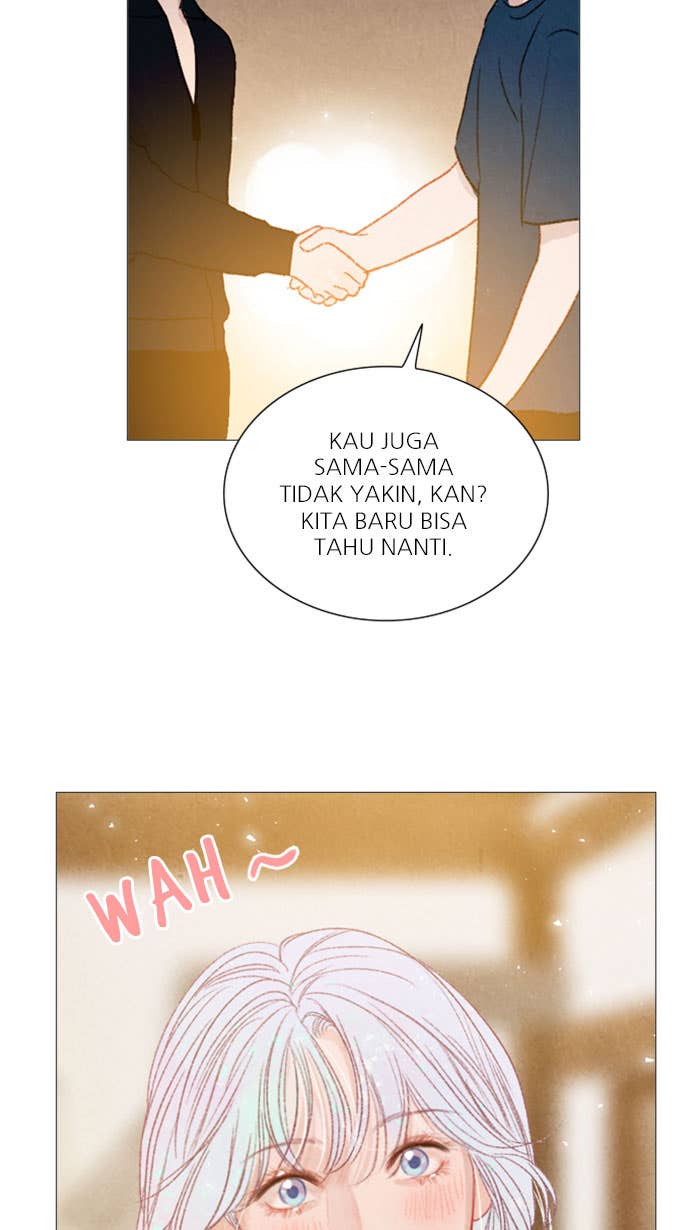 KAU JUGA
SAMA-SAMA
TIDAK YAKIN, KAN?
KITA BARU BISA
TAHU NANTI.
WAH~